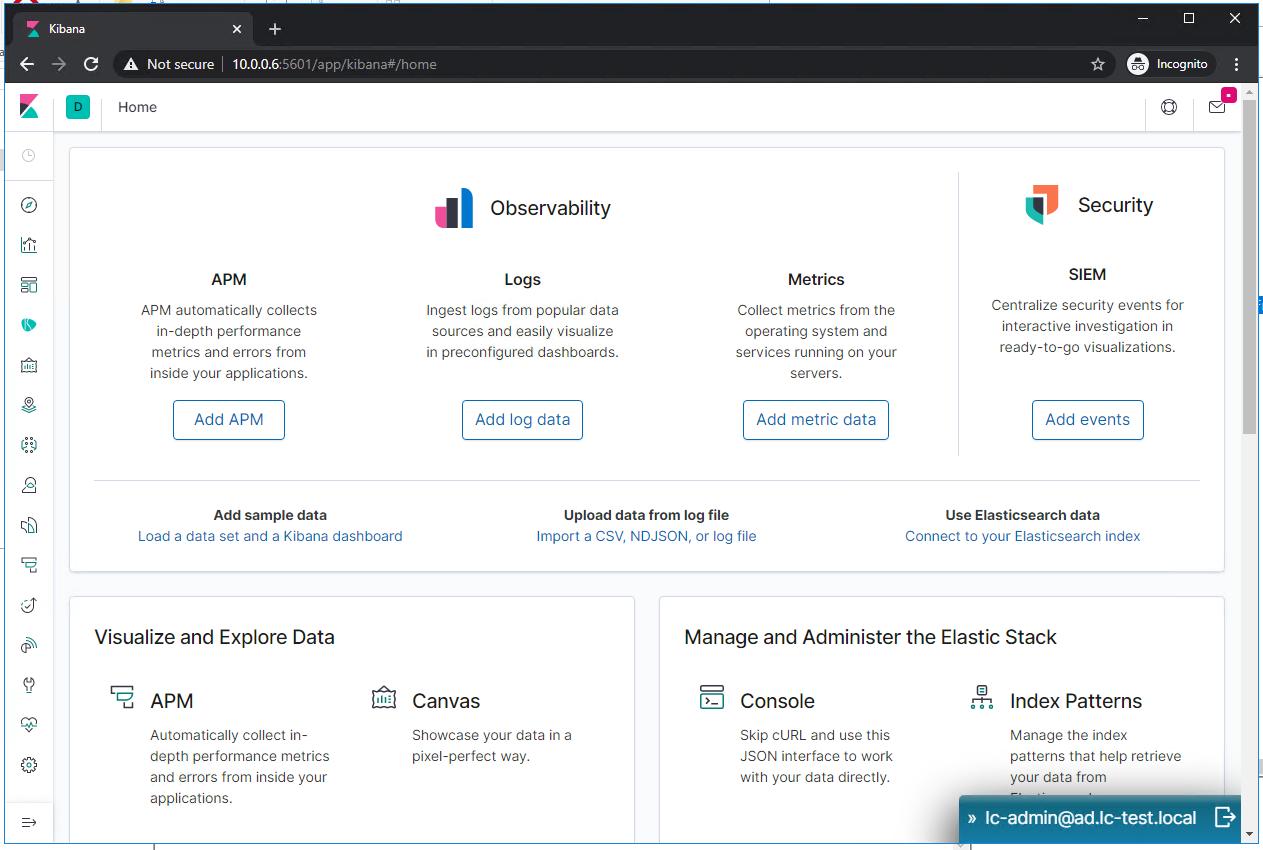 Kibana
Not secure
10.0.0.6:5601/app/kibana#/home
Incognito
D
Home
Observability
Security
APM
APM automatically collects
in-depth performance
metrics and errors from
inside your applications.
Add APM
Logs
Ingest logs from popular data
sources and easily visualize
in preconfigured dashboards.
Add log data
Metrics
Collect metrics from the
operating system and
services running on your
servers.
Add metric data
SIEM
Centralize security events for
interactive investigation in
ready-to-go visualizations.
Add events
Add sample data
Load a data set and a Kibana dashboard
Upload data from log file
Import a CSV, NDJSON, or log file
Use Elasticsearch data
Connect to your Elasticsearch index
Visualize and Explore Data
APM
Automatically collect in-
depth performance metrics
and errors from inside your
applications.
Canvas
Showcase your data in a
pixel-perfect way.
Manage and Administer the Elastic Stack
Console
Skip cURL and use this
JSON interface to work
with your data directly.
Index Patterns
Manage the index
patterns that help retrieve
your data from
» lc-admin@ad.lc-test.local